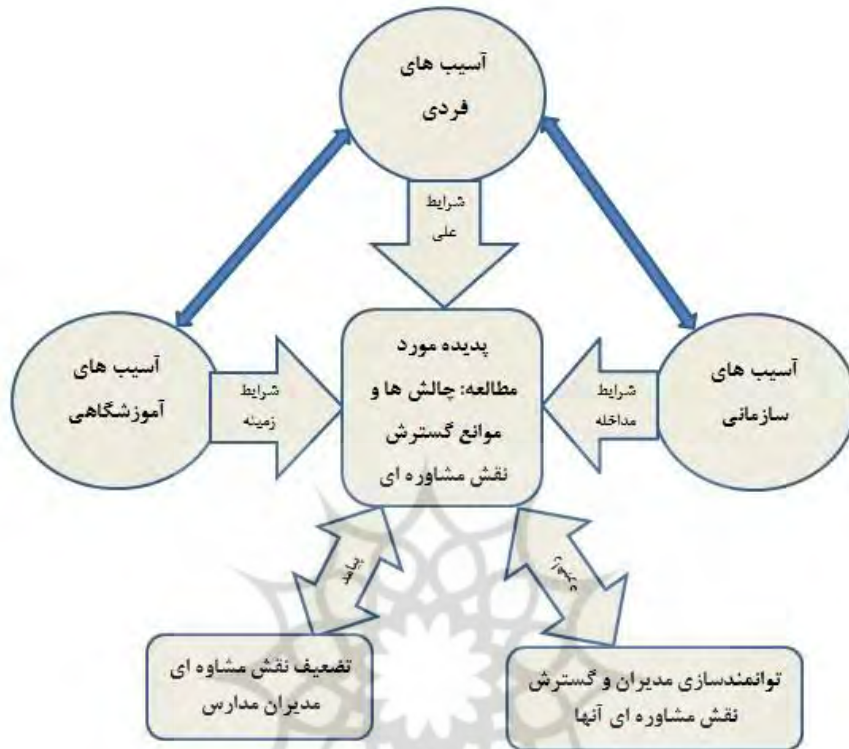 آسیب های
فردی
شرایط
علی
آسیب های
سازمانی
شرایط
مداخله
پدیده مورد
مطالعه: چالش ها و
موانع گسترش
نقش مشاوره ای
شرایط
زمینه
آسیب های
آموزشگاهی
پیامد
توانمندسازی مدیران و گسترش
نقش مشاوره ای آنها
تضعیف نقش مشاوه ای
مدیران مدارس